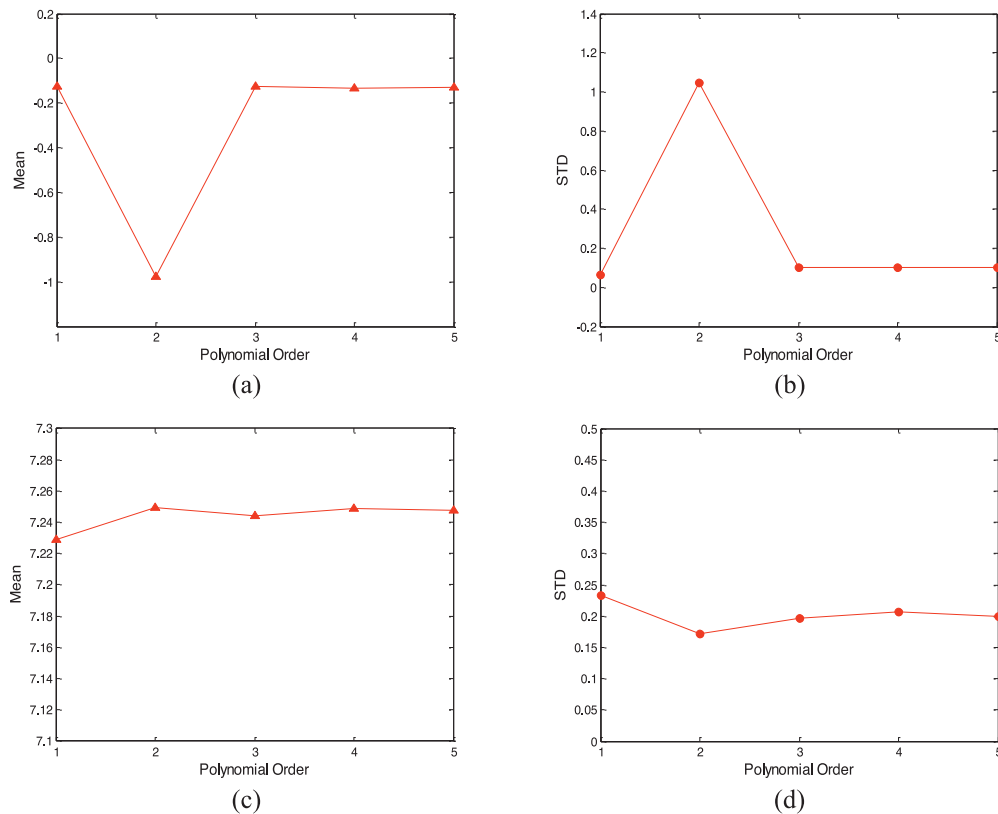 0.2
0
-0.2
-0.4
-0.6
-0.8
-1
Mean
1 2 3 4 5
Polynomial Order
(a)
1.4
1.2
1
0.8
0.6
0.4
0.2
0
-0.2
STD
1 2 3 4 5
Polynomial Order
(b)
7.3
7.28
7.26
7.24
7.22
7.2
7.18
7.16
7.14
7.12
7.1
Mean
1 2 3 4 5
Polynomial Order
(c)
0.5
0.45
0.4
0.35
0.3
0.25
0.2
0.15
0.1
0.05
0
STD
1 2 3 4 5
Polynomial Order
(d)